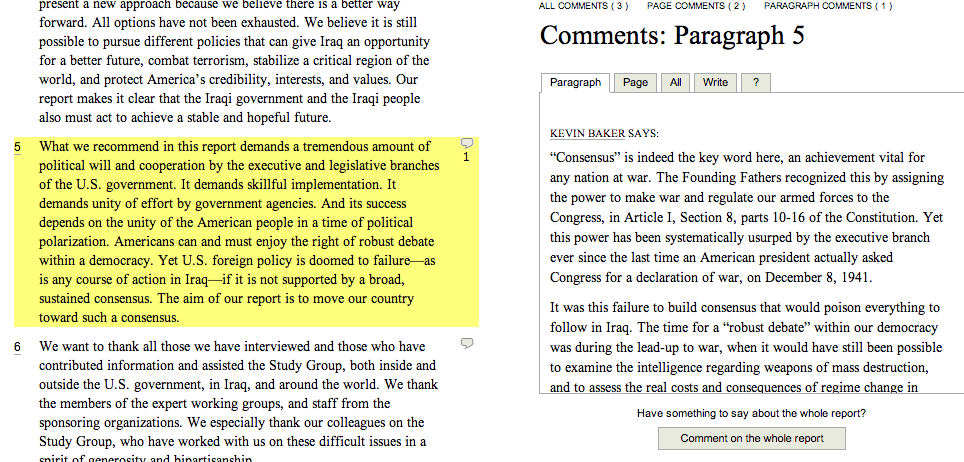 present a new approach because we believe there is a better way
forward. All options have not been exhausted. We believe it is still
possible to pursue different policies that can give Iraq an opportunity
for a better future, combat terrorism, stabilize a critical region of the
world, and protect America’s credibility, interests, and values. Our
report makes it clear that the Iraqi government and the Iraqi people
also must act to achieve a stable and hopeful future.
5 What we recommend in this report demands a tremendous amount of
political will and cooperation by the executive and legislative branches
of the U.S. government. It demands skillful implementation. It
demands unity of effort by government agencies. And its success
depends on the unity of the American people in a time of political
polarization. Americans can and must enjoy the right of robust debate
within a democracy. Yet U.S. foreign policy is doomed to failure—as
is any course of action in Iraq—if it is not supported by a broad,
sustained consensus. The aim of our report is to move our country
toward such a consensus.
1
6 We want to thank all those we have interviewed and those who have
contributed information and assisted the Study Group, both inside and
outside the U.S. government, in Iraq, and around the world. We thank
the members of the expert working groups, and staff from the
sponsoring organizations. We especially thank our colleagues on the
Study Group, who have worked with us on these difficult issues in a
spirit of generosity and bipartisanship.
ALL COMMENTS ( 3 ) PAGE COMMENTS ( 2 ) PARAGRAPH COMMENTS ( 1 )
Comments: Paragraph 5
Paragraph Page All Write ?
KEVIN BAKER SAYS:
“Consensus” is indeed the key word here, an achievement vital for
any nation at war. The Founding Fathers recognized this by assigning
the power to make war and regulate our armed forces to the
Congress, in Article I, Section 8, parts 10-16 of the Constitution. Yet
this power has been systematically usurped by the executive branch
ever since the last time an American president actually asked
Congress for a declaration of war, on December 8, 1941.
It was this failure to build consensus that would poison everything to
follow in Iraq. The time for a “robust debate” within our democracy
was during the lead-up to war, when it would have still been possible
to examine the intelligence regarding weapons of mass destruction,
and to assess the real costs and consequences of regime change in
Have something to say about the whole report?
Comment on the whole report